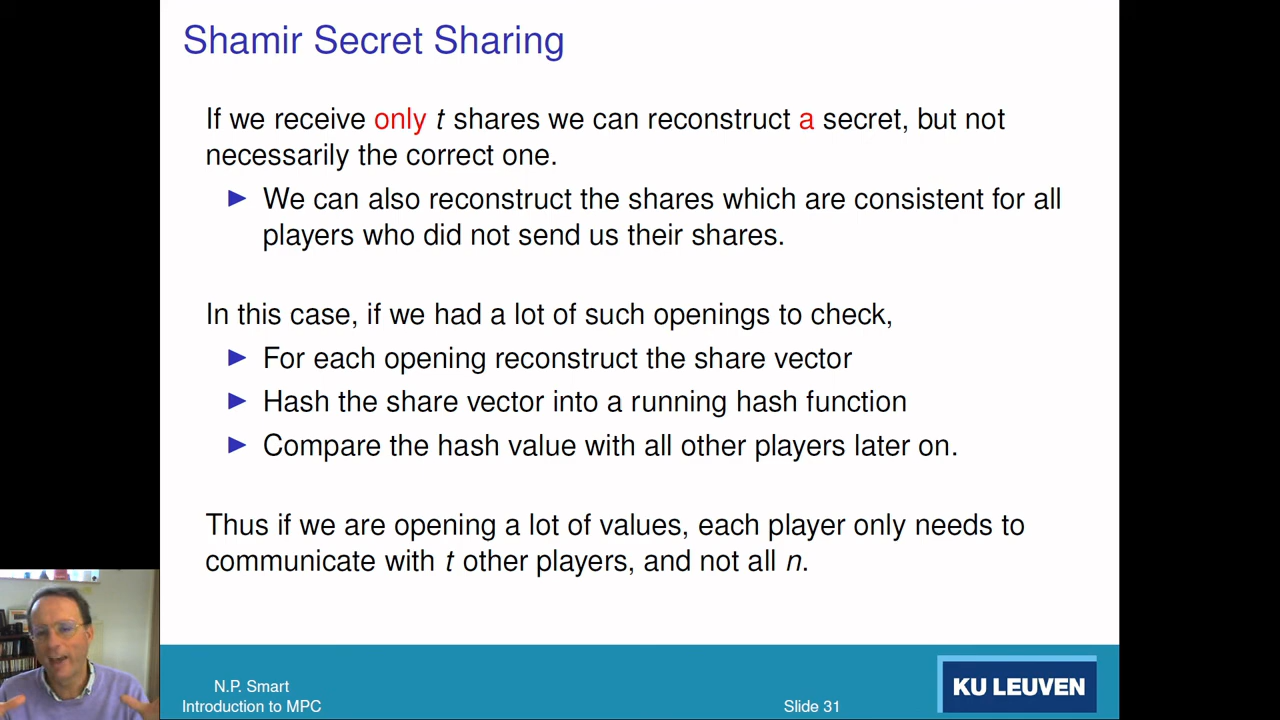 Shamir Secret Sharing
If we receive only t shares we can reconstruct a secret, but not
necessarily the correct one.
▶ We can also reconstruct the shares which are consistent for all
players who did not send us their shares.
In this case, if we had a lot of such openings to check,
▶ For each opening reconstruct the share vector
▶ Hash the share vector into a running hash function
▶ Compare the hash value with all other players later on.
Thus if we are opening a lot of values, each player only needs to
communicate with t other players, and not all n.
N.P. Smart
Introduction to MPC
Slide 31
KU LEUVEN